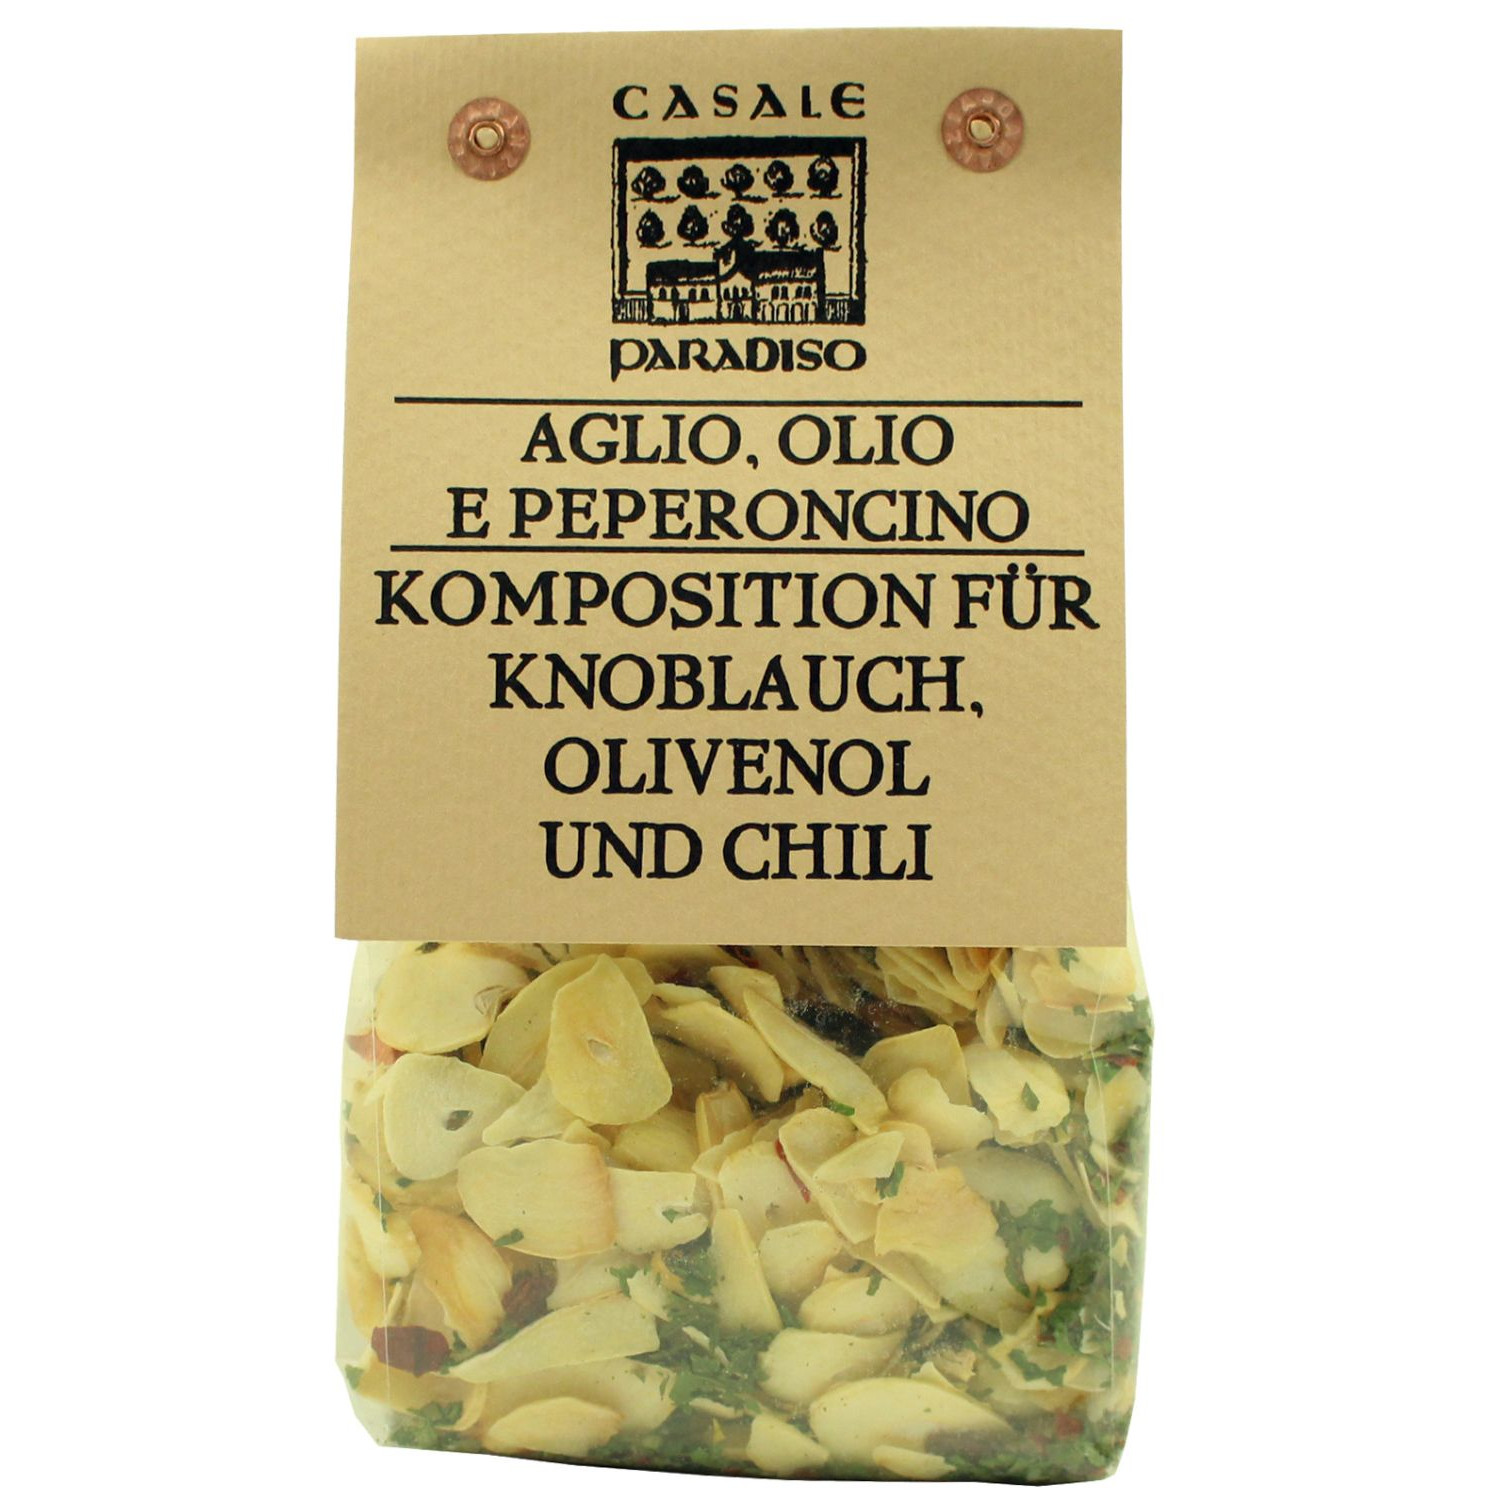 CASALE
PARADISO
AGLIO, OLIO
E PEPERONCINO
KOMPOSITION FÜR
KNOBLAUCH,
OLIVENOL
UND CHILI